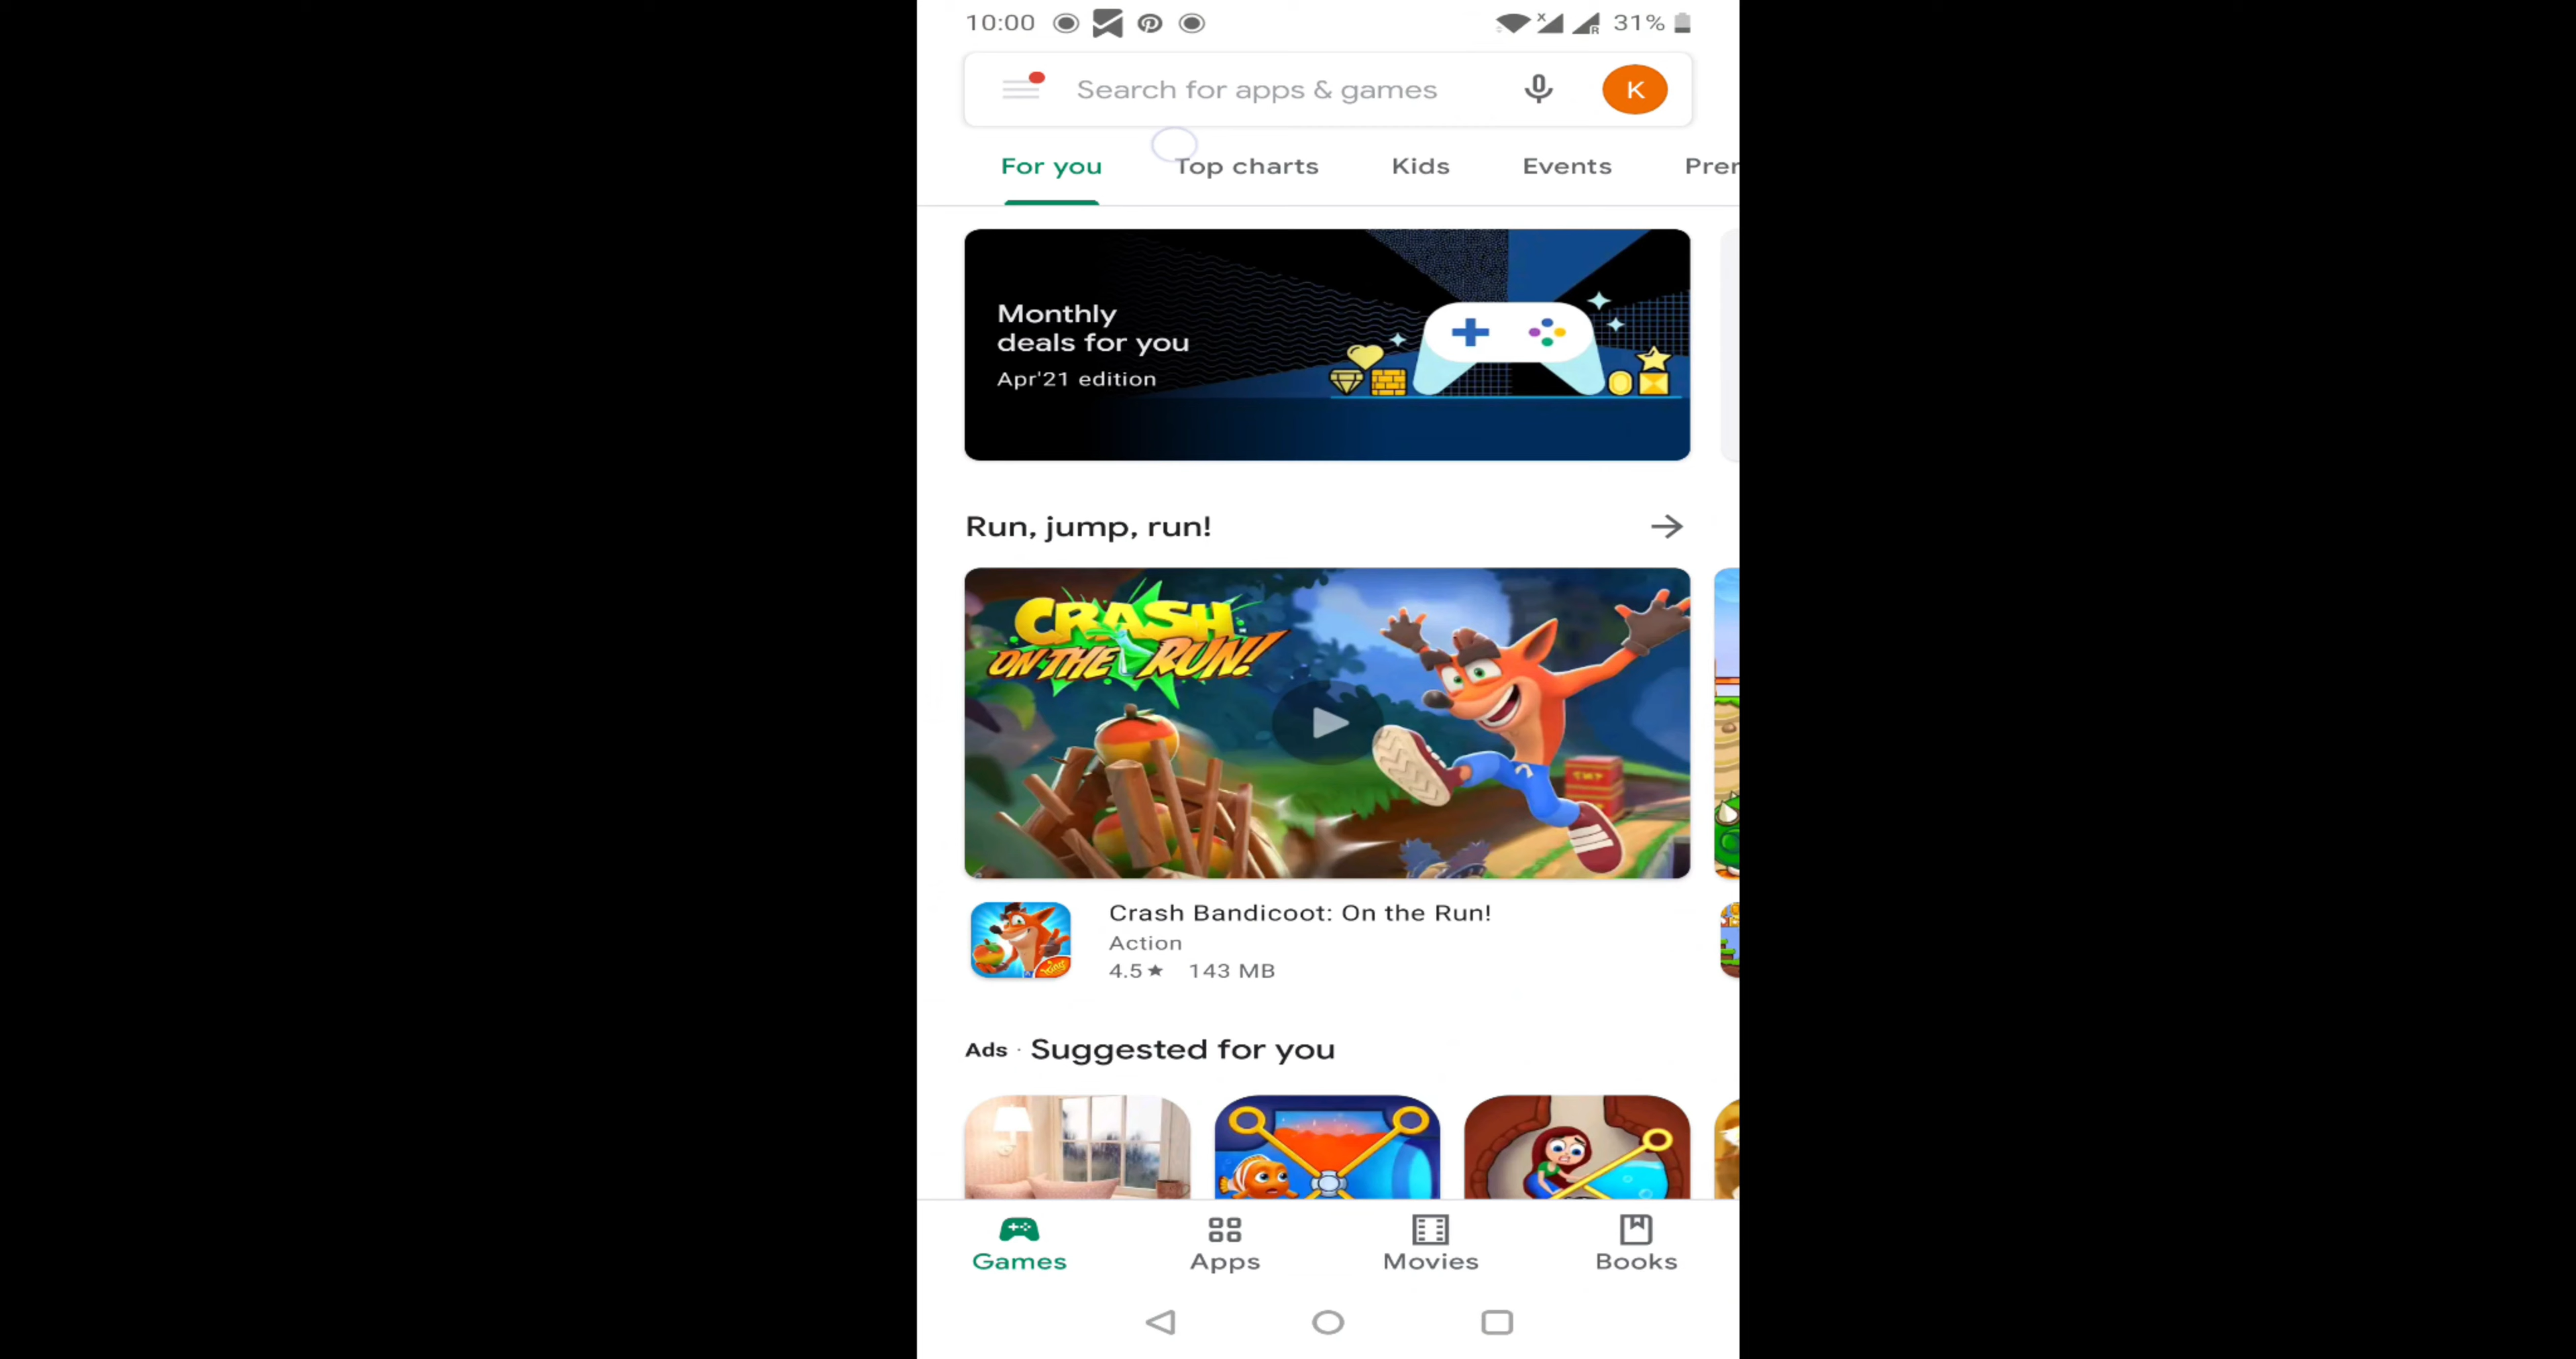 10:00 31%
Search for apps & games K
For you Top charts Kids Events Prer
Monthly
deals for you
Apr'21 edition
Run, jump, run!
CRASH
ON THE RUN!
Crash Bandicoot: On the Run!
Action
4.5★ 143 MB
Ads · Suggested for you
Games Apps Movies Books